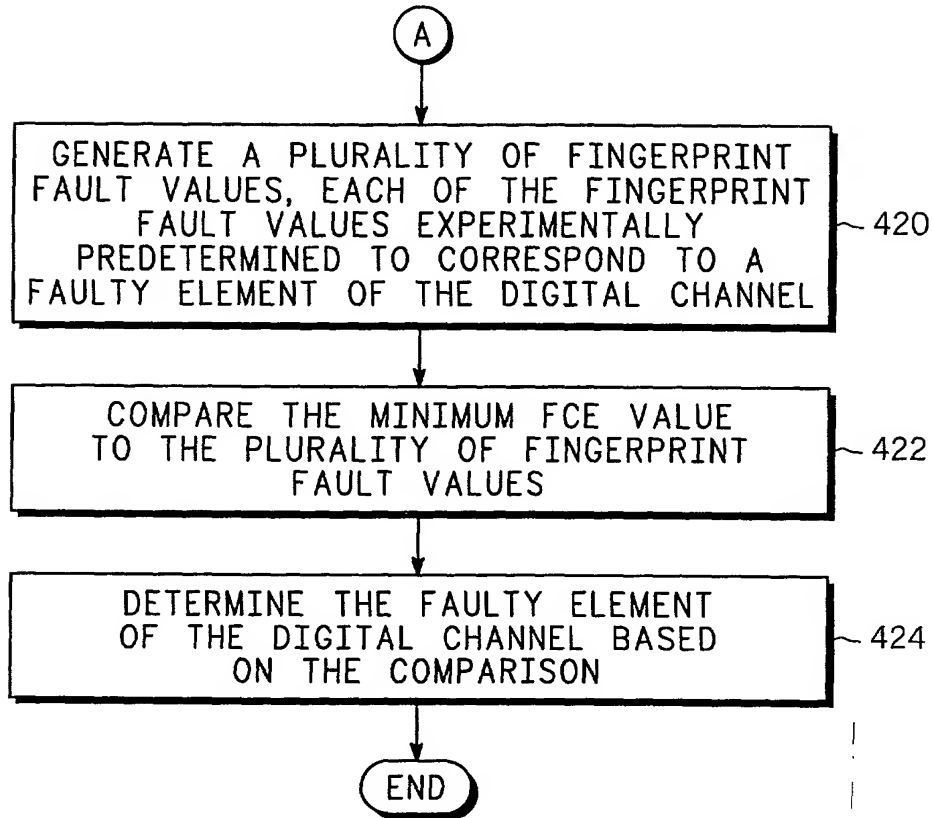 A
GENERATE A PLURALITY OF FINGERPRINT
FAULT VALUES, EACH OF THE FINGERPRINT
FAULT VALUES EXPERIMENTALLY
PREDETERMINED TO CORRESPOND TO A
FAULTY ELEMENT OF THE DIGITAL CHANNEL
420
COMPARE THE MINIMUM FCE VALUE
TO THE PLURALITY OF FINGERPRINT
FAULT VALUES
422
DETERMINE THE FAULTY ELEMENT
OF THE DIGITAL CHANNEL BASED
ON THE COMPARISON
424
END